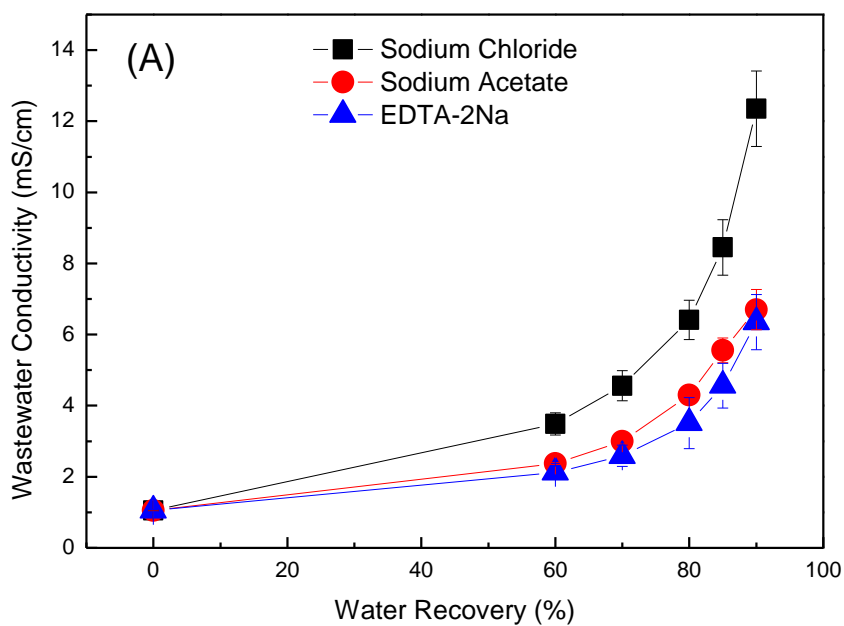 (A)
Sodium Chloride
Sodium Acetate
EDTA-2Na
Wastewater Conductivity (mS/cm)
14
12
10
8
6
4
2
0
0 20 40 60 80 100
Water Recovery (%)